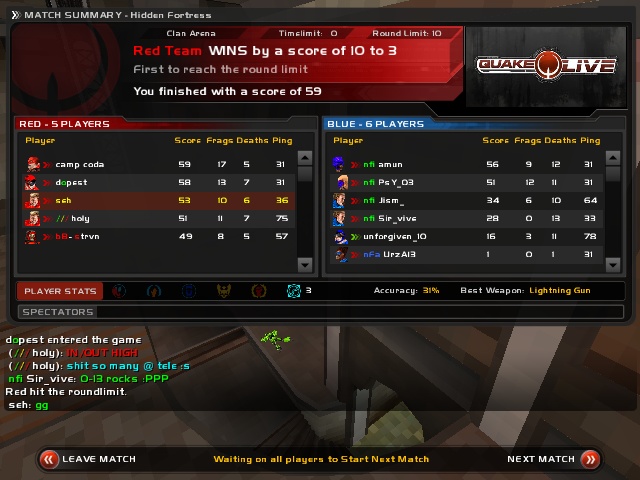 MATCH SUMMARY - Hidden Fortress
Clan Arena Timelimit: 0 Round Limit: 10
Red Team WINS by a score of 10 to 3
First to reach the round limit
You finished with a score of 59
QUAKE LIVE
RED - 5 PLAYERS
Player Score Frags Deaths Ping
camp coda 59 17 5 31
dopest 58 13 7 31
seh 53 10 6 36
/// holy 51 11 7 75
b8- strvn 49 8 5 57
BLUE - 6 PLAYERS
Player Score Frags Deaths Ping
nfi amun 56 9 12 31
nfi PsY_03 51 12 11 31
nfi Jism_ 34 6 10 64
nfi Sir_vive 28 0 13 33
unforgiven_10 16 3 11 78
nFa UrzA13 1 0 1 31
PLAYER STATS 3 Accuracy: 31% Best Weapon: Lightning Gun
SPECTATORS
dopest entered the game
(/// holy): IN/OUT HIGH
(/// holy): shit so many @ tele :s
nfi Sir_vive: 0-13 rocks :PPP
Red hit the roundlimit.
seh: gg
LEAVE MATCH Waiting on all players to Start Next Match NEXT MATCH